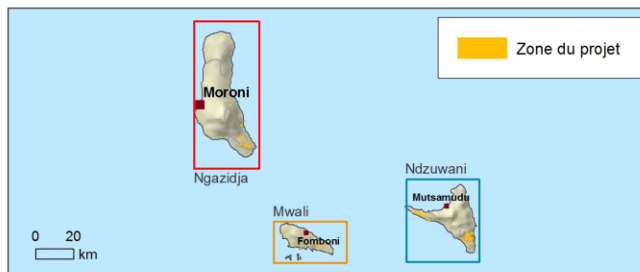 Zone du projet
Moroni
Ngazidja
Ndzuwani
Mutsamudu
Mwali
Fomboni
0 20
km